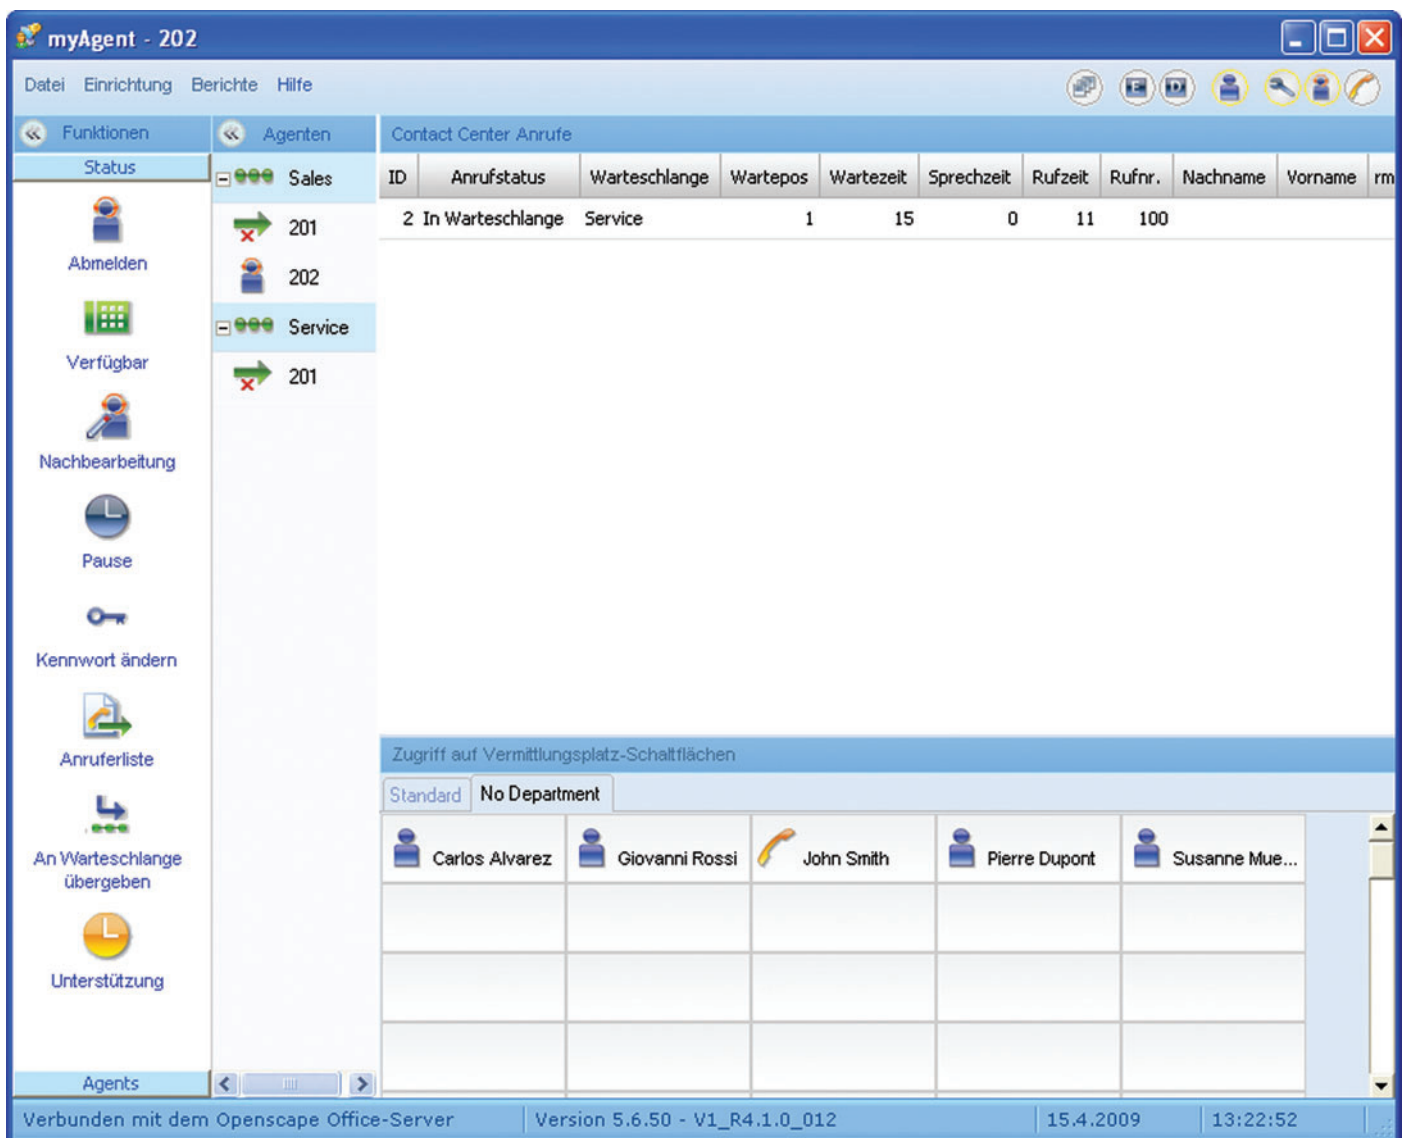 myAgent - 202
Datei Einrichtung Berichte Hilfe
Funktionen
Status
Abmelden
Verfügbar
Nachbearbeitung
Pause
Kennwort ändern
Anruferliste
An Warteschlange
übergeben
Unterstützung
Agents
Agenten
Sales
201
202
Service
201
Contact Center Anrufe
ID Anrufstatus Warteschlange Wartepos Wartezeit Sprechzeit Rufzeit Rufnr. Nachname Vorname rm
2 In Warteschlange Service 1 15 0 11 100
Zugriff auf Vermittlungsplatz-Schaltflächen
Standard No Department
Carlos Alvarez Giovanni Rossi John Smith Pierre Dupont Susanne Mue...
Verbunden mit dem Openscape Office-Server Version 5.6.50 - V1_R4.1.0_012 15.4.2009 13:22:52